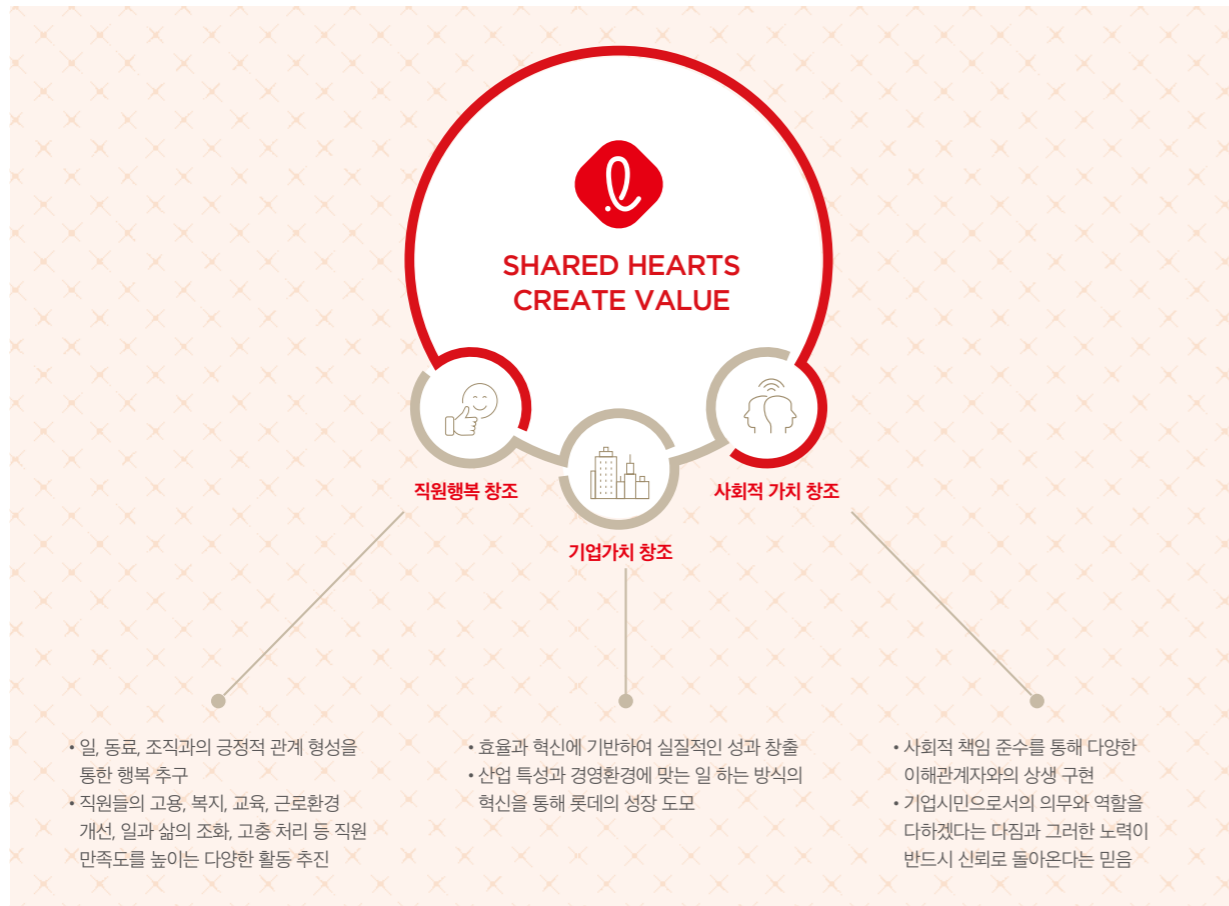 SHARED HEARTS
CREATE VALUE
직원행복 창조
사회적 가치 창조
기업가치 창조
• 일, 동료, 조직과의 긍정적 관계 형성을
통한 행복 추구
• 직원들의 고용, 복지, 교육, 근로환경
개선, 일과 삶의 조화, 고충 처리 등 직원
만족도를 높이는 다양한 활동 추진
• 효율과 혁신에 기반하여 실질적인 성과 창출
• 산업 특성과 경영환경에 맞는 일 하는 방식의
혁신을 통해 롯데의 성장 도모
• 사회적 책임 준수를 통해 다양한
이해관계자와의 상생 구현
• 기업시민으로서의 의무와 역할을
다하겠다는 다짐과 그러한 노력이
반드시 신뢰로 돌아온다는 믿음